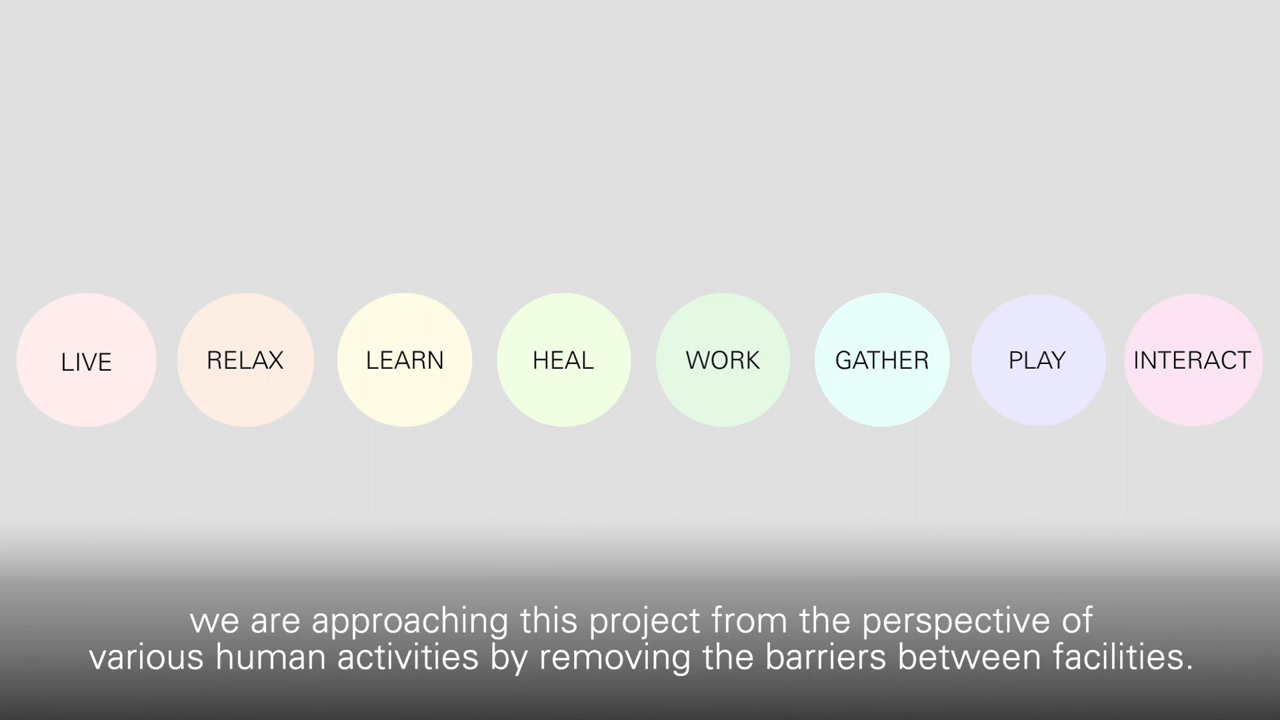 LIVE RELAX LEARN HEAL WORK GATHER PLAY INTERACT
we are approaching this project from the perspective of
various human activities by removing the barriers between facilities.